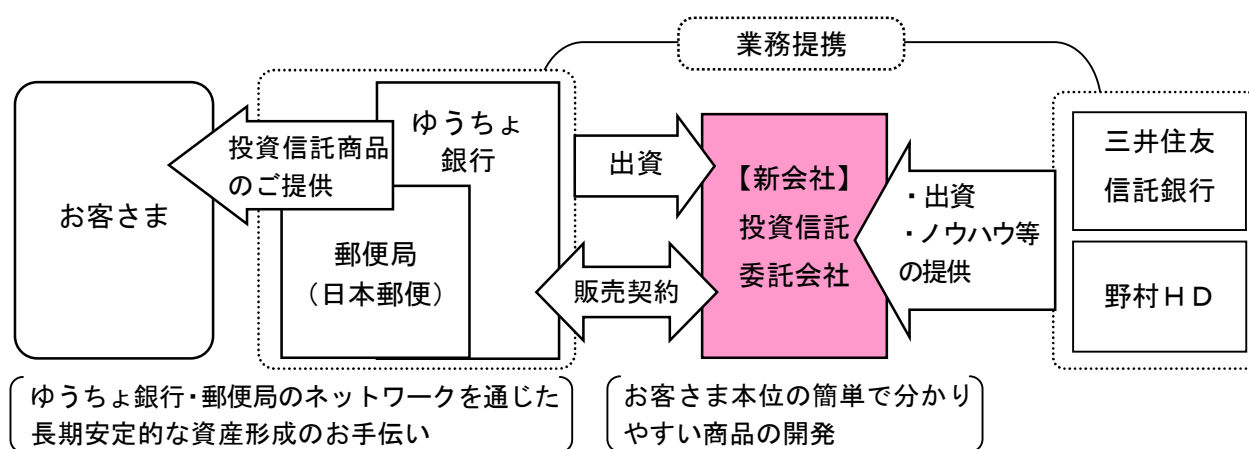 業務提携
お客さま
投資信託商品
のご提供
ゆうちょ
銀行
郵便局
（日本郵便）
出資
販売契約
【新会社】
投資信託
委託会社
・出資
・ノウハウ等
の提供
三井住友
信託銀行
野村ＨＤ
ゆうちょ銀行・郵便局のネットワークを通じた
長期安定的な資産形成のお手伝い
お客さま本位の簡単で分かり
やすい商品の開発